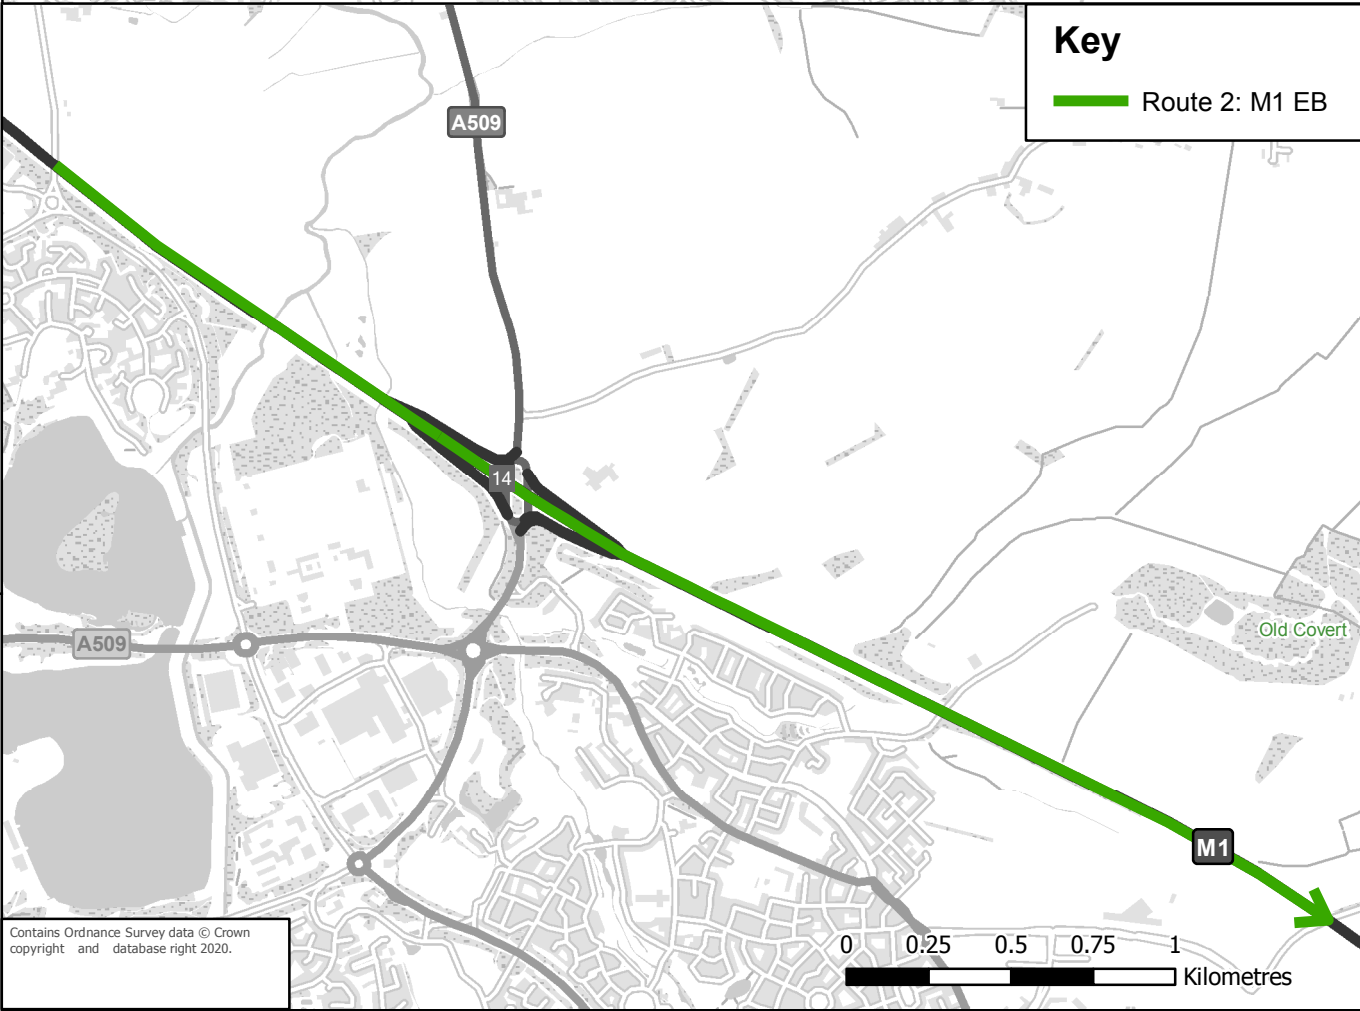 Key
Route 2: M1 EB
A509
14
A509
Old Covert
M1
Contains Ordnance Survey data © Crown
copyright and database right 2020.
0 0.25 0.5 0.75 1
Kilometres